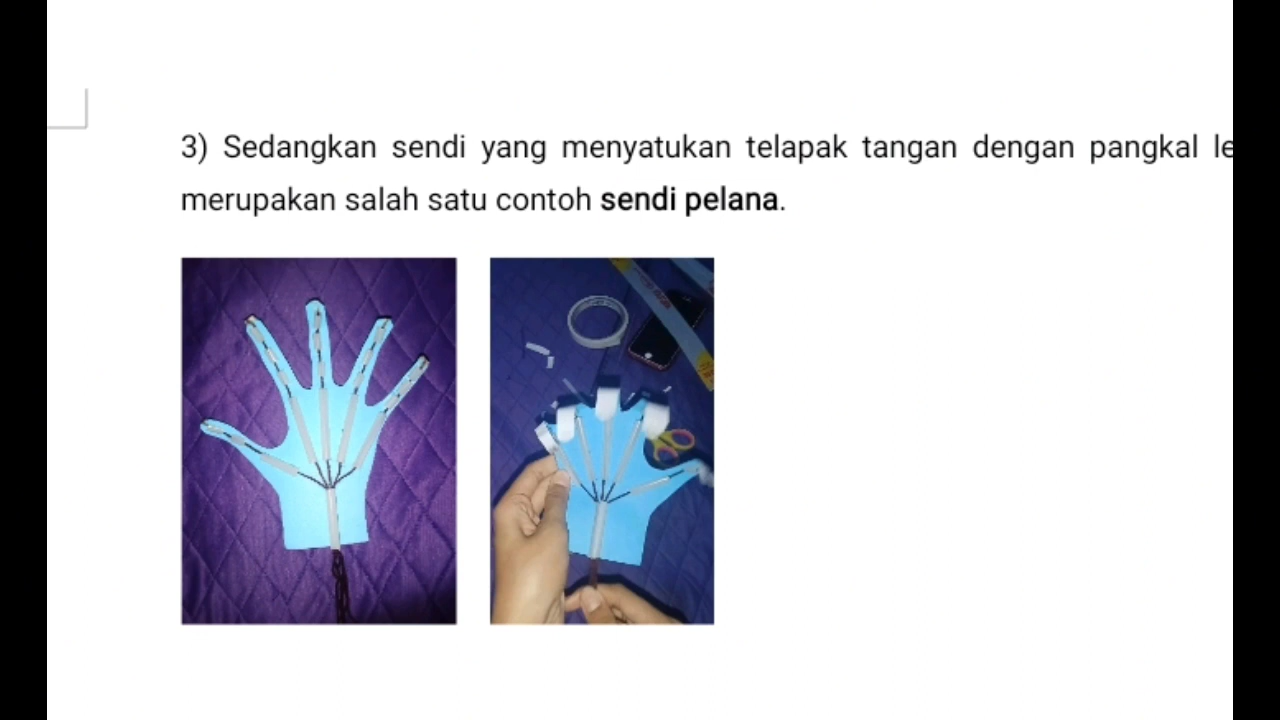 3) Sedangkan sendi yang menyatukan telapak tangan dengan pangkal
merupakan salah satu contoh sendi pelana.